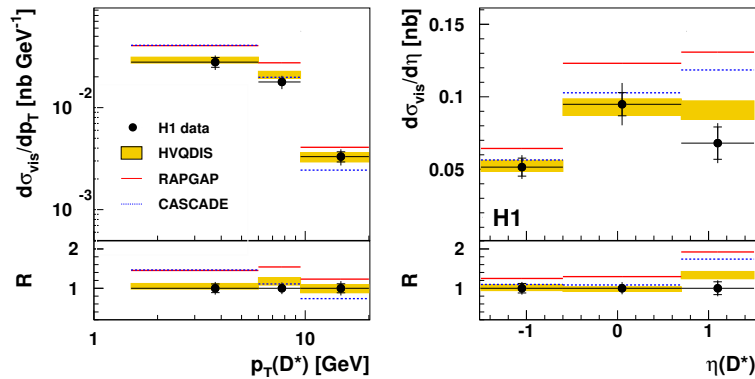 dσvis/dpT [nb GeV⁻¹]
10⁻²
10⁻³
H1 data
HVQDIS
RAPGAP
CASCADE
R
2
1
1
10
pT(D*) [GeV]
dσvis/dη [nb]
0.15
0.1
0.05
H1
R
2
1
-1
0
1
η(D*)